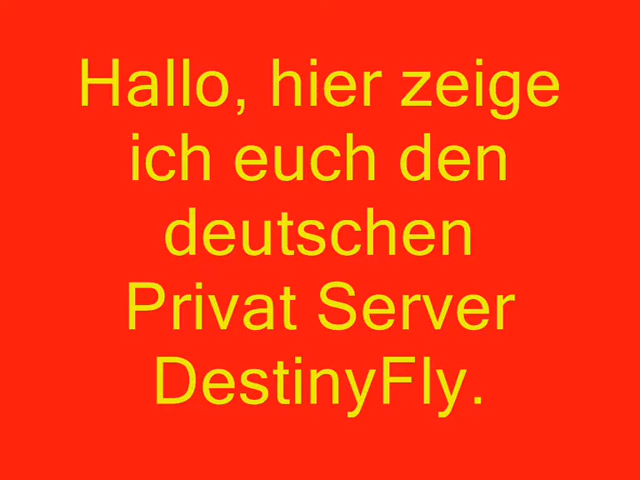 Hallo, hier zeige
ich euch den
deutschen
Privat Server
DestinyFly.